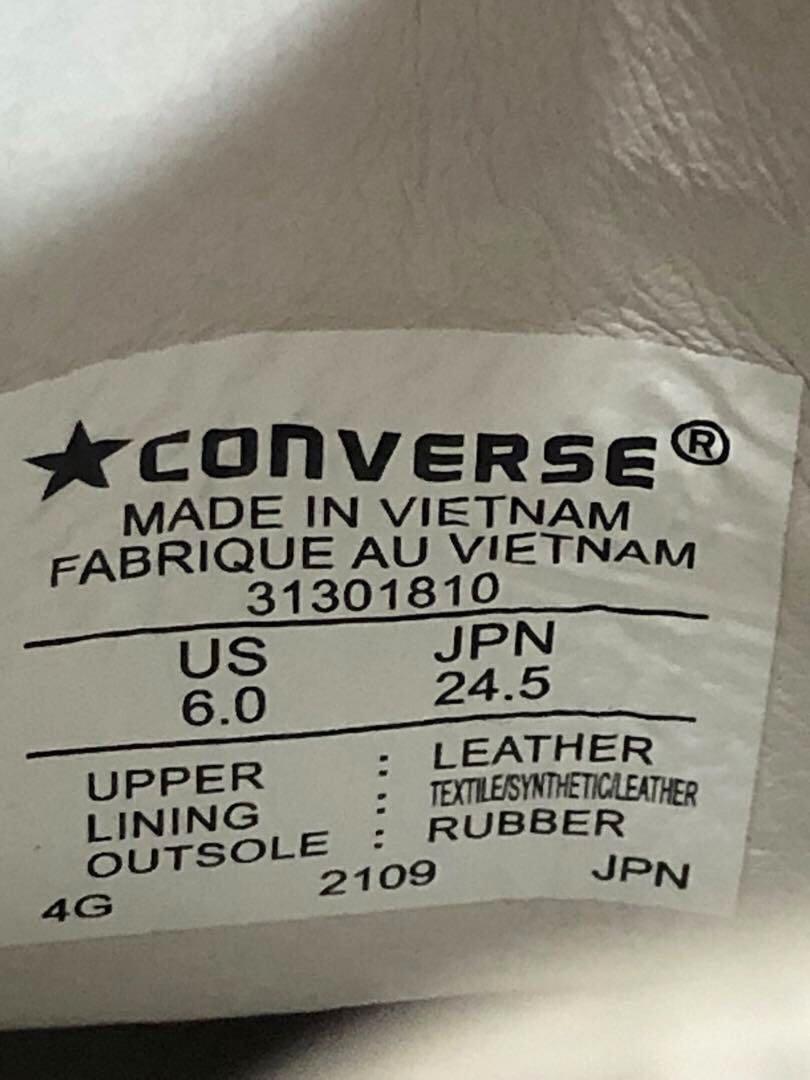 ★CONVERSE®
MADE IN VIETNAM
FABRIQUE AU VIETNAM
31301810
US JPN
6.0 24.5
UPPER : LEATHER
LINING : TEXTILE/SYNTHETIC/LEATHER
OUTSOLE : RUBBER
4G 2109 JPN